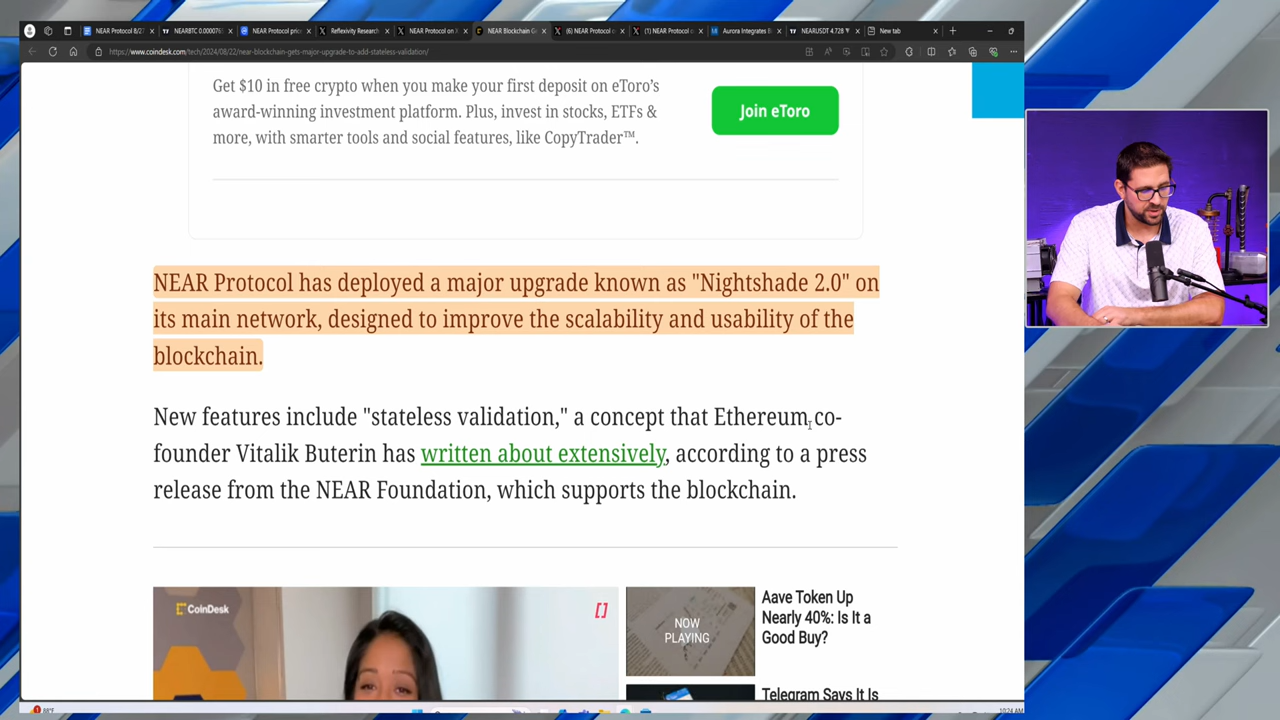 NEAR Protocol 8/2
NEARBTC 0.0000765
NEAR Protocol pric
Reflexivity Research
NEAR Protocol on X
NEAR Blockchain Ge
(6) NEAR Protocol o
(1) NEAR Protocol o
Aurora Integrates B
NEARUSDT 4.728
New tab
https://www.coindesk.com/tech/2024/08/22/near-blockchain-gets-major-upgrade-to-add-stateless-validation/
Get $10 in free crypto when you make your first deposit on eToro's
award-winning investment platform. Plus, invest in stocks, ETFs &
more, with smarter tools and social features, like CopyTrader™.
Join eToro
NEAR Protocol has deployed a major upgrade known as "Nightshade 2.0" on
its main network, designed to improve the scalability and usability of the
blockchain.
New features include "stateless validation," a concept that Ethereum co-
founder Vitalik Buterin has written about extensively, according to a press
release from the NEAR Foundation, which supports the blockchain.
CoinDesk
NOW
PLAYING
Aave Token Up
Nearly 40%: Is It a
Good Buy?
Telegram Says It Is
88°F
10:24 AM